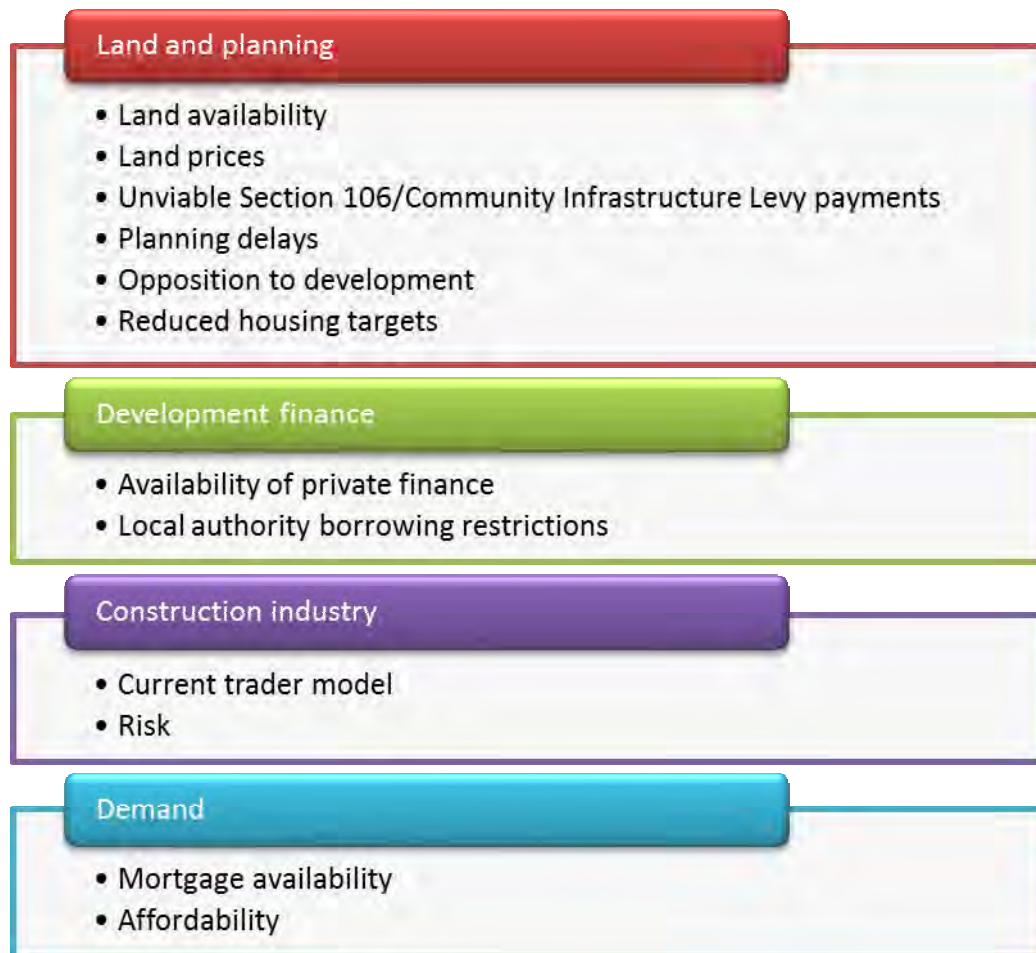 Land and planning
• Land availability
• Land prices
• Unviable Section 106/Community Infrastructure Levy payments
• Planning delays
• Opposition to development
• Reduced housing targets
Development finance
• Availability of private finance
• Local authority borrowing restrictions
Construction industry
• Current trader model
• Risk
Demand
• Mortgage availability
• Affordability